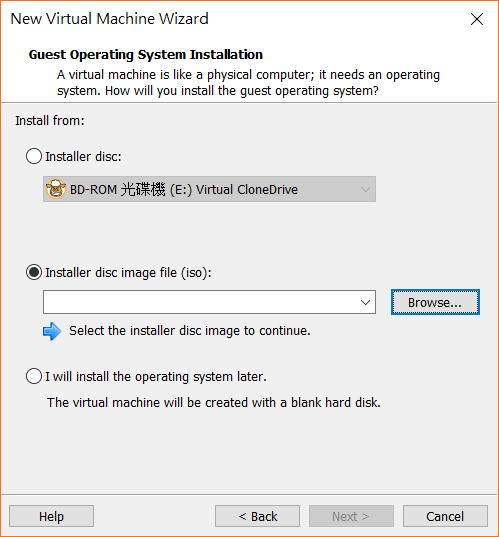 New Virtual Machine Wizard
Guest Operating System Installation
A virtual machine is like a physical computer; it needs an operating
system. How will you install the guest operating system?
Install from:
Installer disc:
BD-ROM 光碟機 (E:) Virtual CloneDrive
Installer disc image file (iso):
Browse...
Select the installer disc image to continue.
I will install the operating system later.
The virtual machine will be created with a blank hard disk.
Help
< Back
Next >
Cancel